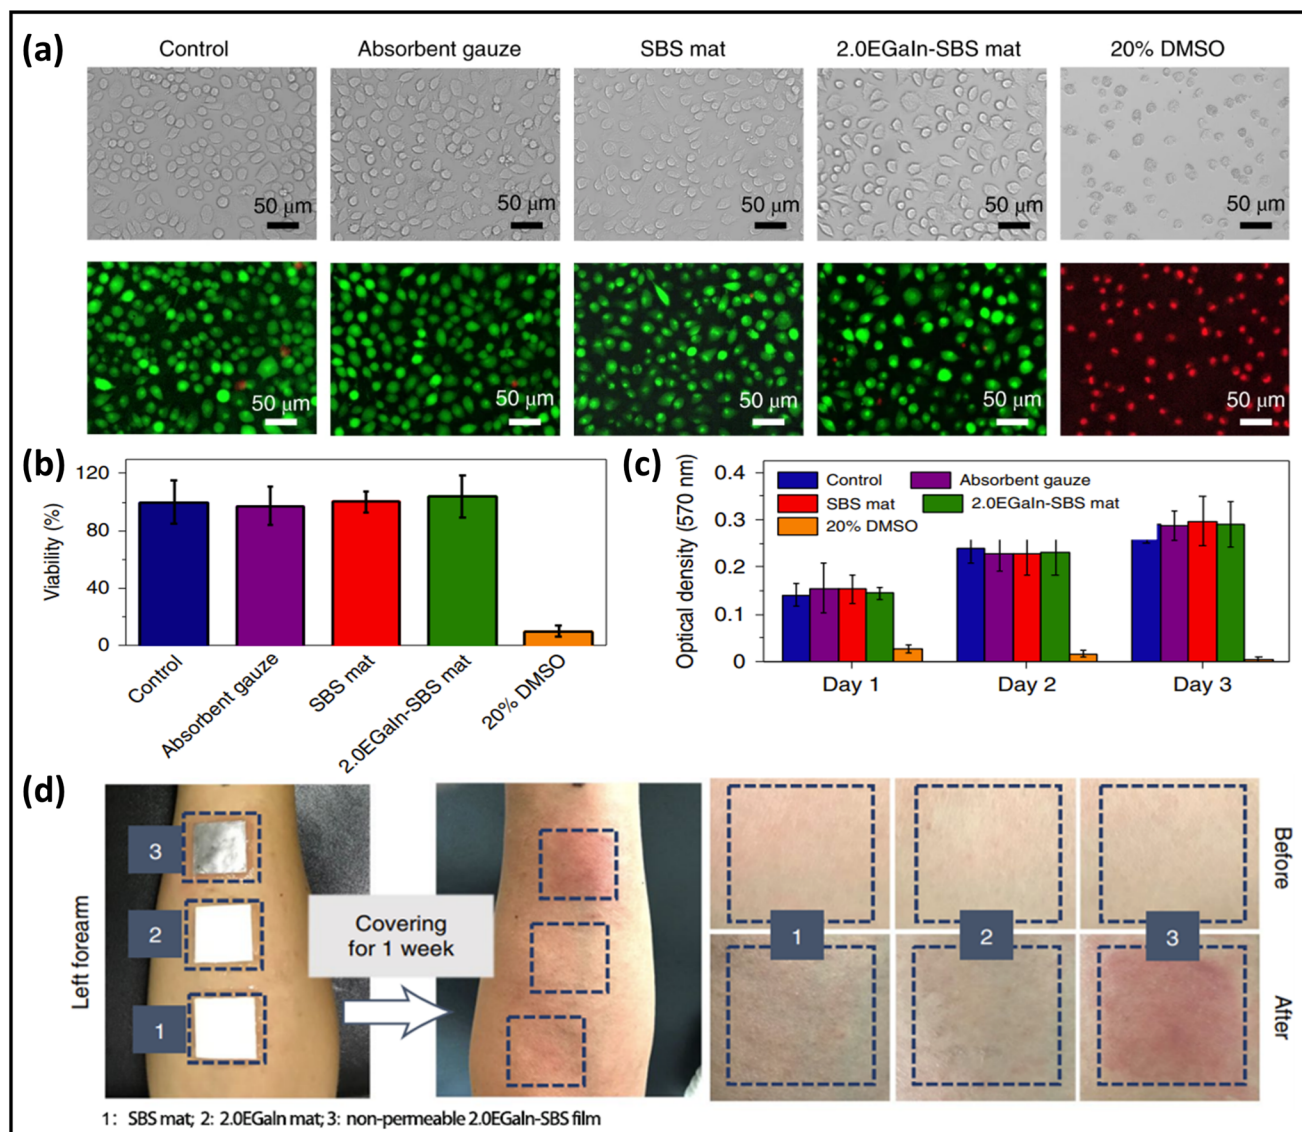 (a)
Control Absorbent gauze SBS mat 2.0EGaIn-SBS mat 20% DMSO
50 μm 50 μm 50 μm 50 μm 50 μm
50 μm 50 μm 50 μm 50 μm 50 μm
(b)
Viability (%)
120
80
40
0
Control
Absorbent gauze
SBS mat
2.0EGaIn-SBS mat
20% DMSO
(c)
Optical density (570 nm)
0.4
0.3
0.2
0.1
0
Control Absorbent gauze
SBS mat 2.0EGaIn-SBS mat
20% DMSO
Day 1 Day 2 Day 3
(d)
Left forearm
3
2
1
Covering
for 1 week
1 2 3
Before
After
1: SBS mat; 2: 2.0EGaIn mat; 3: non-permeable 2.0EGaIn-SBS film